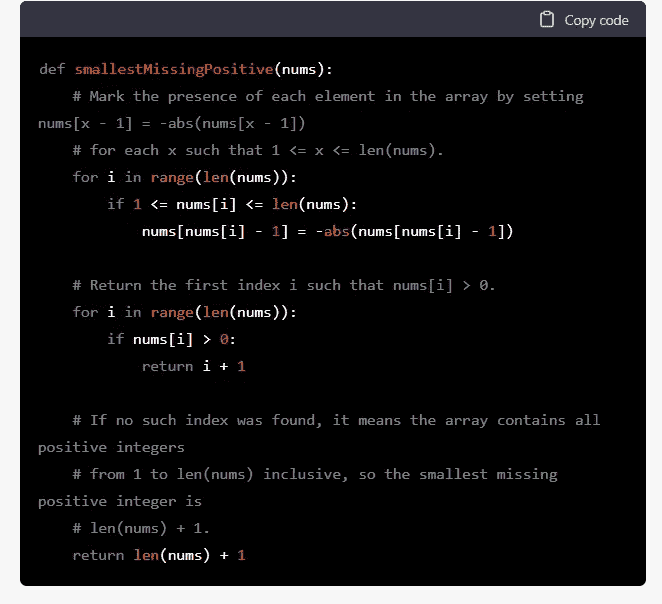 Copy code
def smallestMissingPositive(nums):
    # Mark the presence of each element in the array by setting
nums[x - 1] = -abs(nums[x - 1])
    # for each x such that 1 <= x <= len(nums).
    for i in range(len(nums)):
        if 1 <= nums[i] <= len(nums):
            nums[nums[i] - 1] = -abs(nums[nums[i] - 1])

    # Return the first index i such that nums[i] > 0.
    for i in range(len(nums)):
        if nums[i] > 0:
            return i + 1

    # If no such index was found, it means the array contains all
positive integers
    # from 1 to len(nums) inclusive, so the smallest missing
positive integer is
    # len(nums) + 1.
    return len(nums) + 1